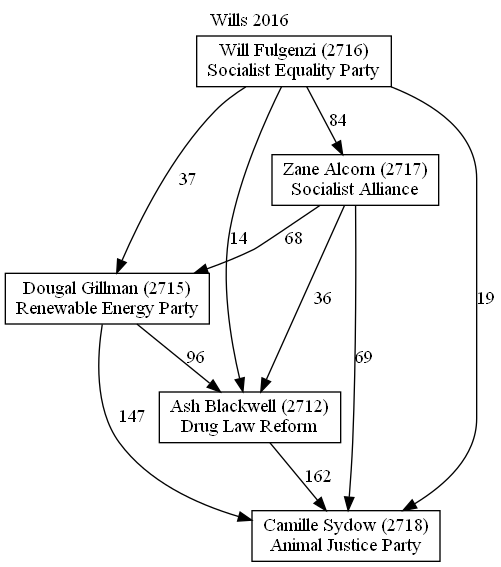 Wills 2016
Will Fulgenzi (2716)
Socialist Equality Party
84
Zane Alcorn (2717)
Socialist Alliance
37
14
68
Dougal Gillman (2715)
Renewable Energy Party
36
19
96
69
Ash Blackwell (2712)
Drug Law Reform
147
162
Camille Sydow (2718)
Animal Justice Party